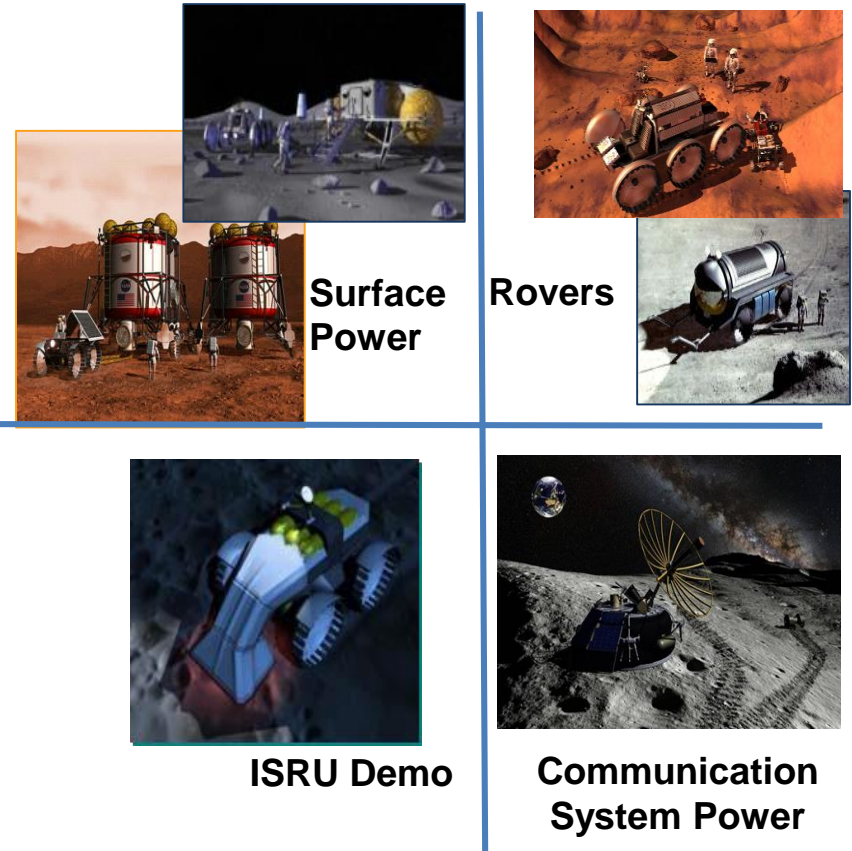 Surface
Power
Rovers
ISRU Demo
Communication
System Power